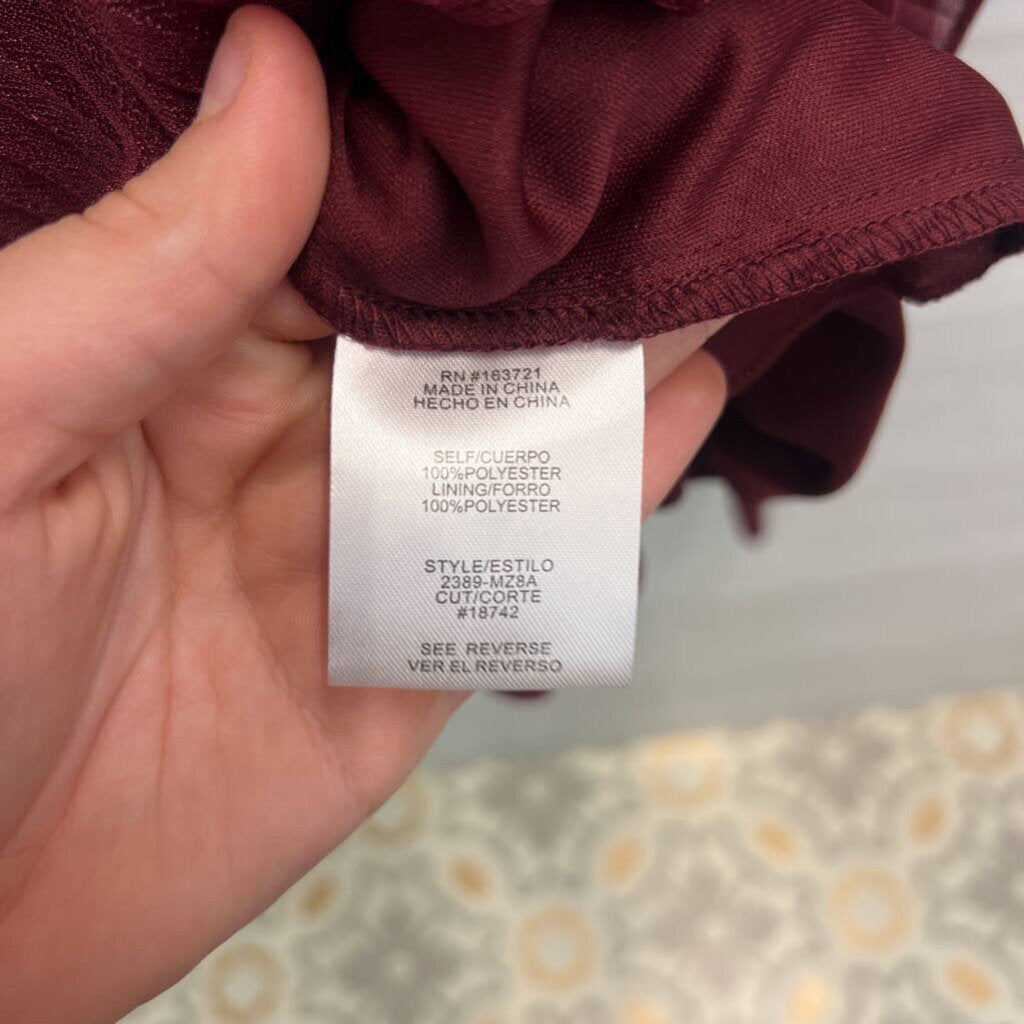 RN #163721
MADE IN CHINA
HECHO EN CHINA
SELF/CUERPO
100%POLYESTER
LINING/FORRO
100%POLYESTER
STYLE/ESTILO
2389-MZ8A
CUT/CORTE
#18742
SEE REVERSE
VER EL REVERSO